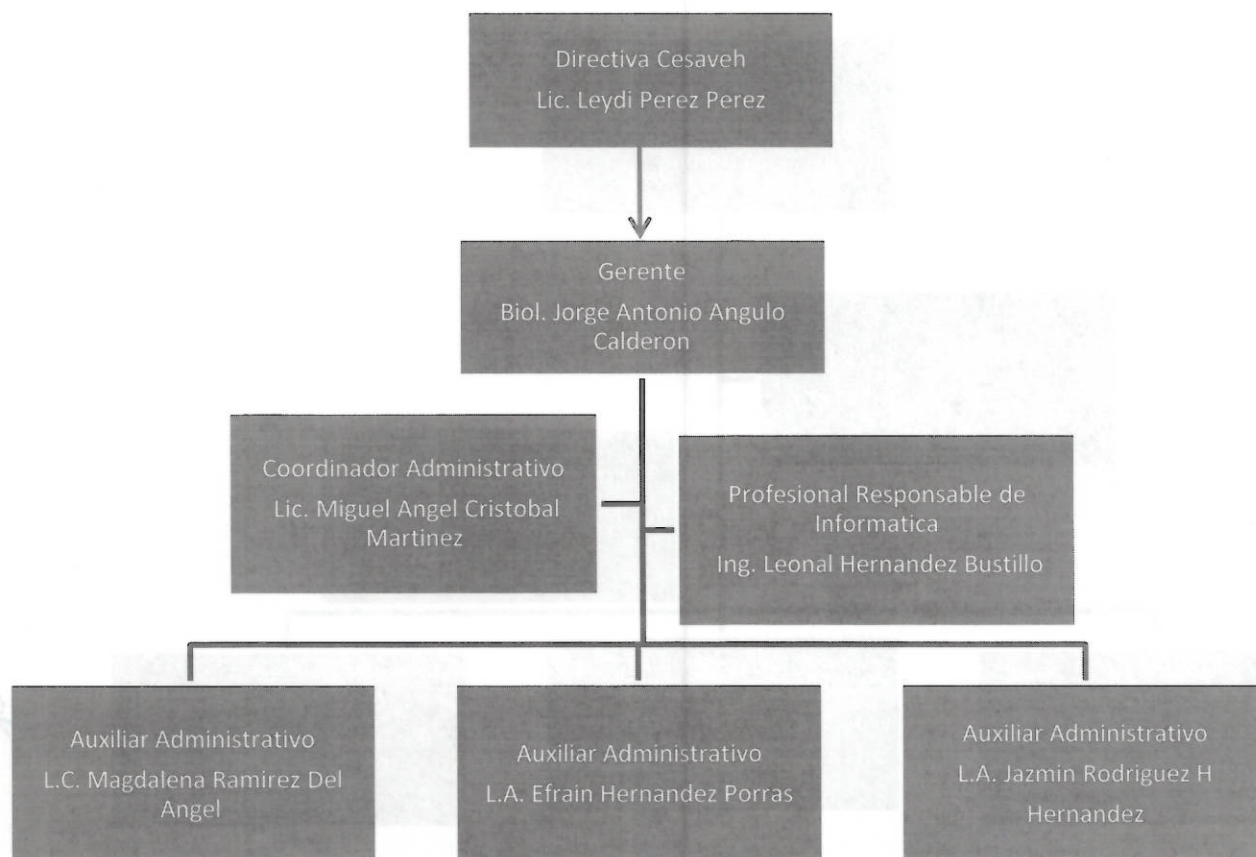 Directiva Cesaveh
Lic. Leydi Perez Perez
Gerente
Biol. Jorge Antonio Angulo
Calderon
Coordinador Administrativo
Lic. Miguel Angel Cristobal
Martinez
Profesional Responsable de
Informatica
Ing. Leonal Hernandez Bustillo
Auxiliar Administrativo
L.C. Magdalena Ramirez Del
Angel
Auxiliar Administrativo
L.A. Efrain Hernandez Porras
Auxiliar Administrativo
L.A. Jazmin Rodriguez H
Hernandez